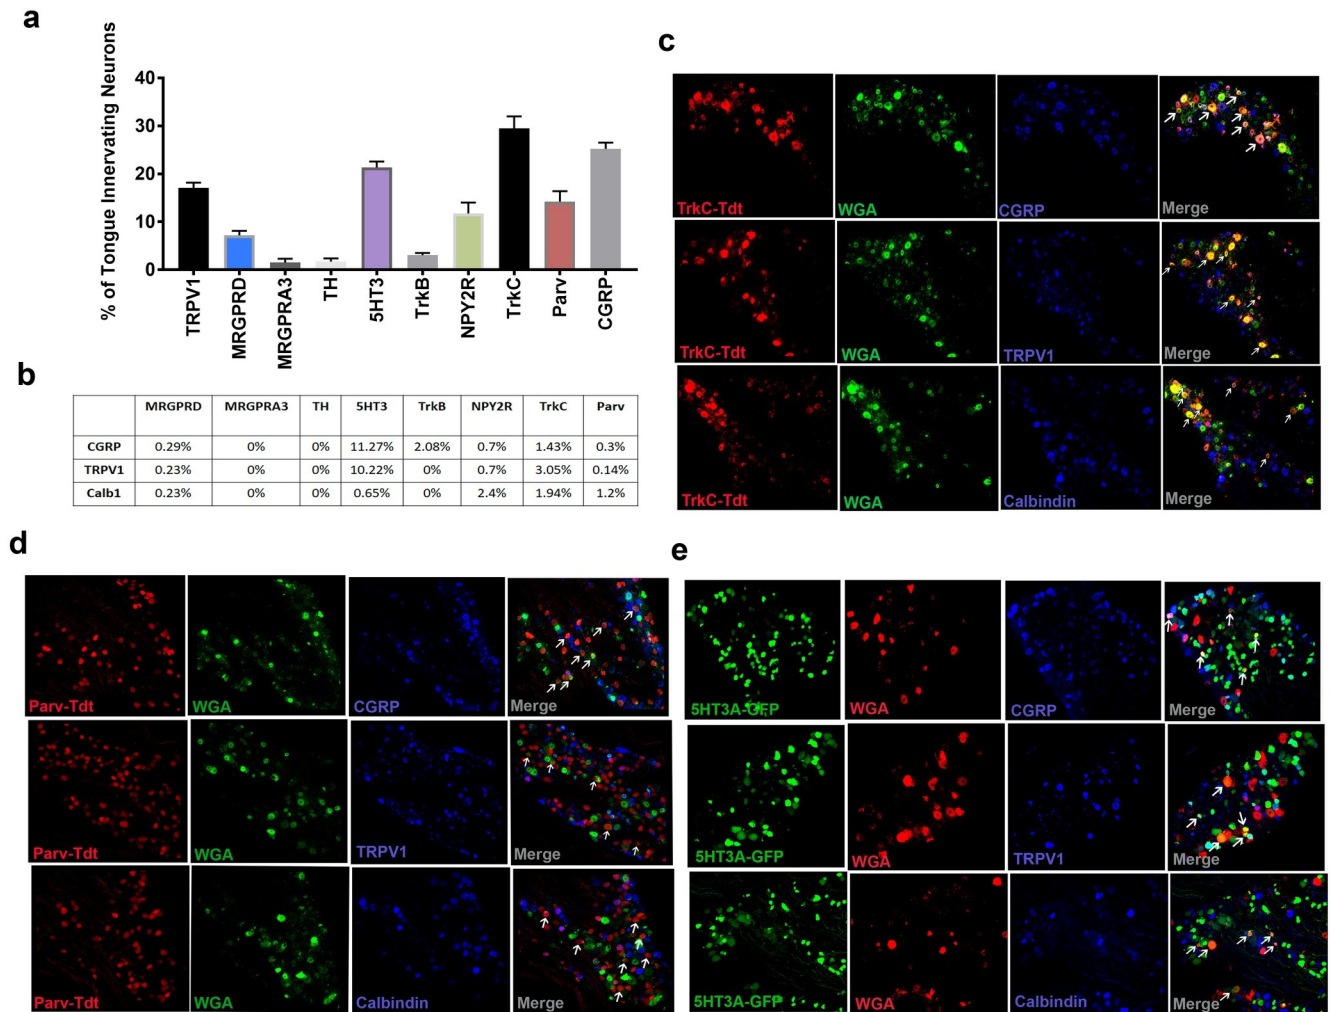 a
% of Tongue Innervating Neurons
40
30
20
10
0
TRPV1
MRGPRD
MRGPRA3
TH
5HT3
TrkB
NPY2R
TrkC
Parv
CGRP
b
MRGPRD MRGPRA3 TH 5HT3 TrkB NPY2R TrkC Parv
CGRP 0.29% 0% 0% 11.27% 2.08% 0.7% 1.43% 0.3%
TRPV1 0.23% 0% 0% 10.22% 0% 0.7% 3.05% 0.14%
Calb1 0.23% 0% 0% 0.65% 0% 2.4% 1.94% 1.2%
c
TrkC-Tdt WGA CGRP Merge
TrkC-Tdt WGA TRPV1 Merge
TrkC-Tdt WGA Calbindin Merge
d
Parv-Tdt WGA CGRP Merge
Parv-Tdt WGA TRPV1 Merge
Parv-Tdt WGA Calbindin Merge
e
5HT3A-GFP WGA CGRP Merge
5HT3A-GFP WGA TRPV1 Merge
5HT3A-GFP WGA Calbindin Merge